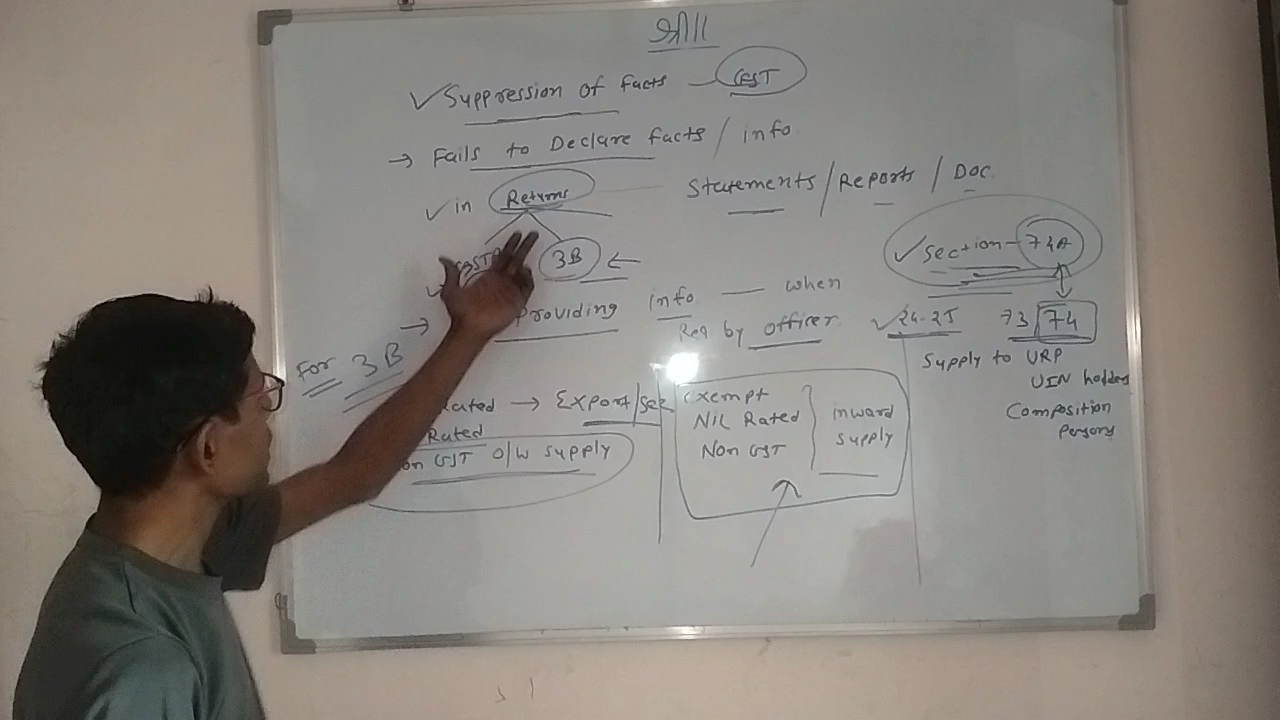 श्री॥
✓ Suppression of facts — GST
→ Fails to Declare facts / info
✓ in Returns — Statements / Reports / Doc
3B ←
✓ Section - 74A
→ Providing info — when
Req by officer
✓ 24-25 73 74
For 3B
Supply to URP
UIN holders
Composition
Persons
Rated → Export/SEZ
Rated
on GST O/W Supply
Exempt
Nil Rated
Non GST
inward
supply